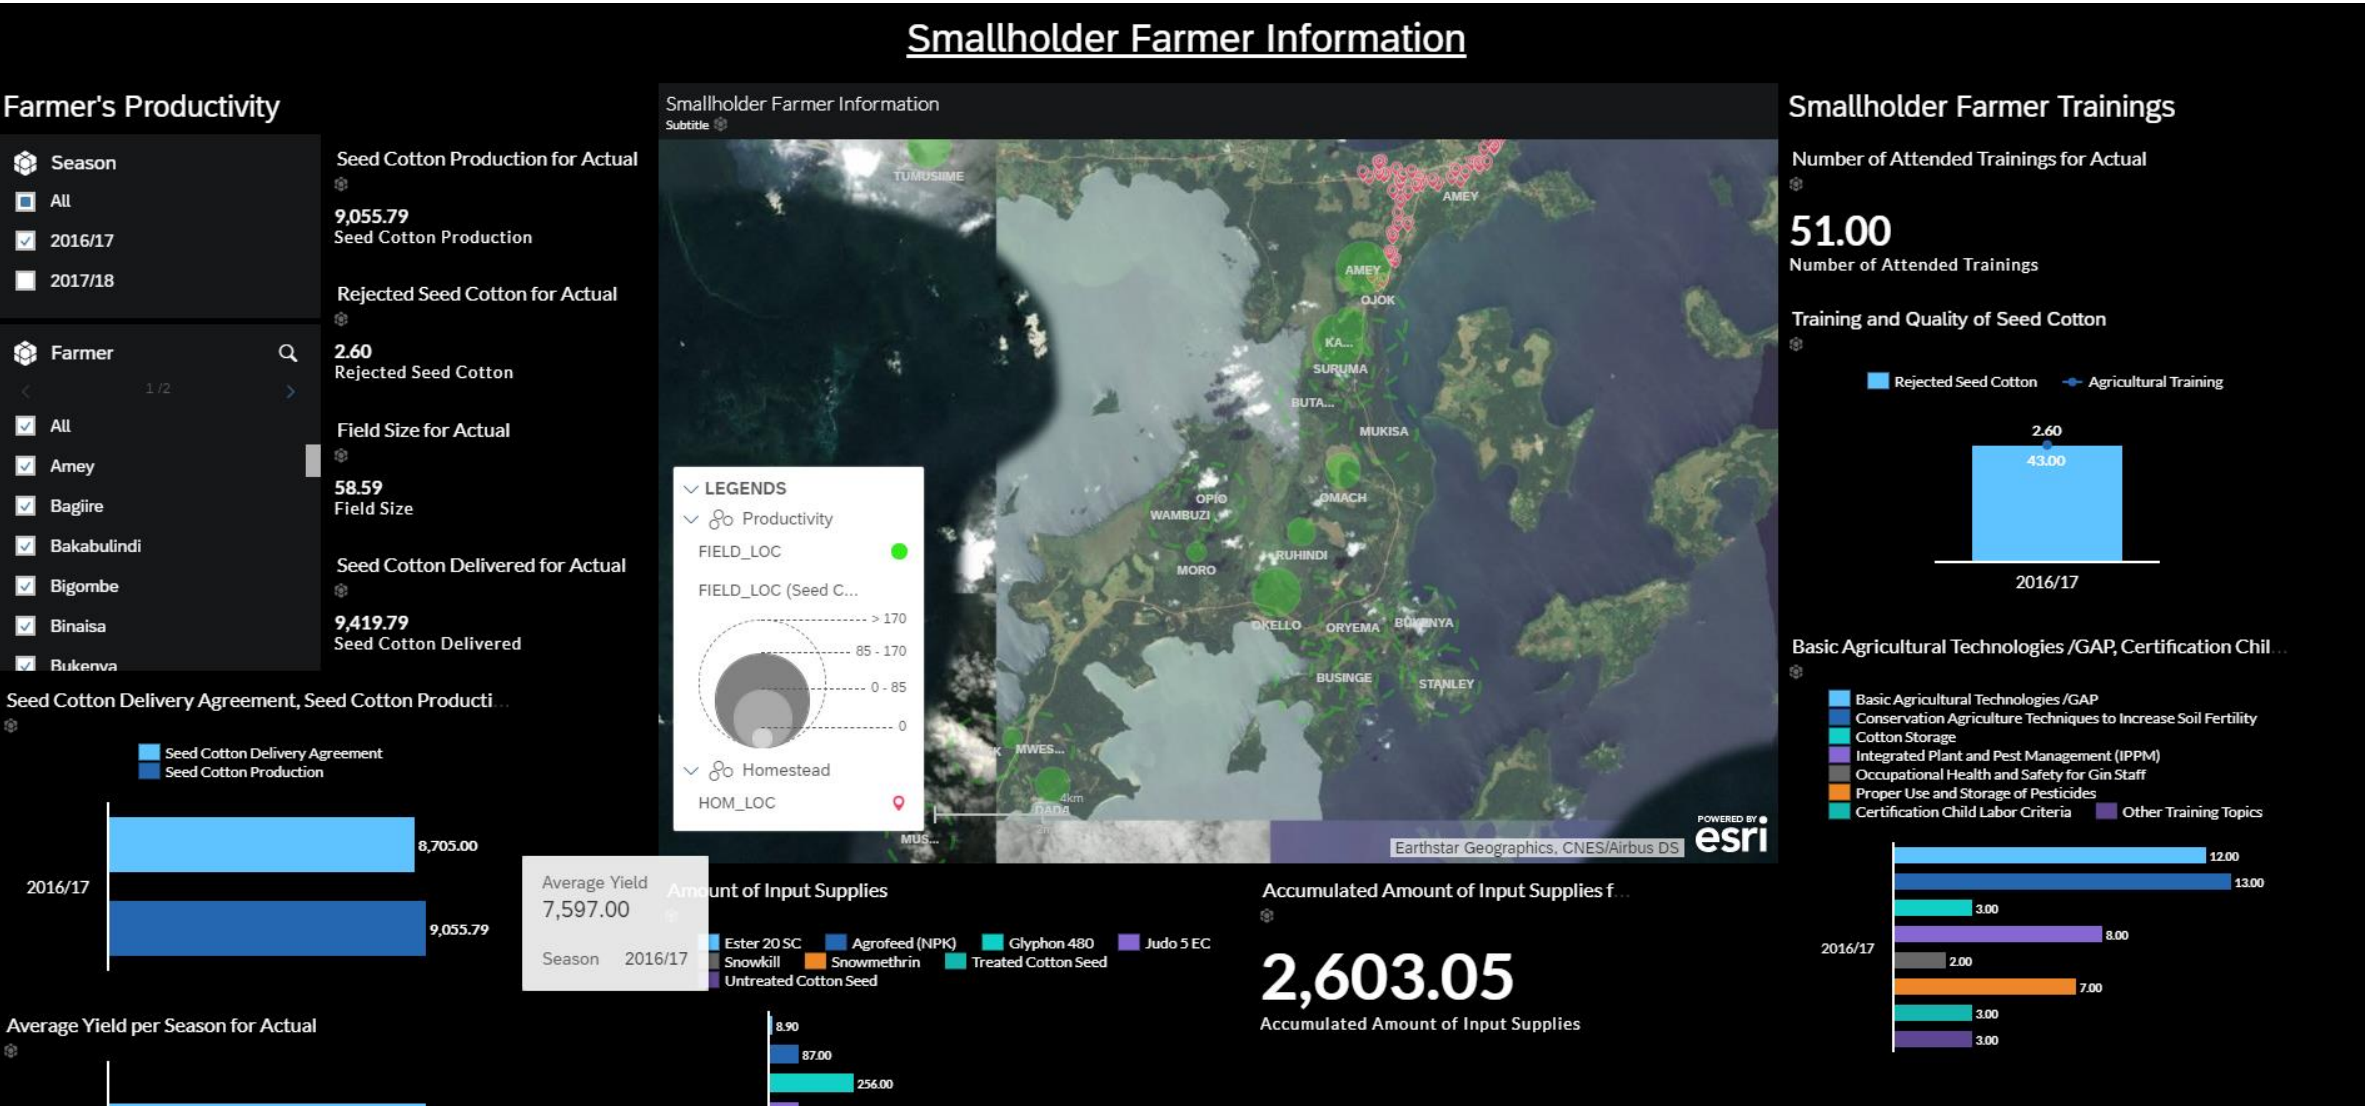 Smallholder Farmer Information
Farmer's Productivity
Season
All
2016/17
2017/18
Farmer
1/2
All
Amey
Bagiire
Bakabulindi
Bigombe
Binaisa
Bukenya
Seed Cotton Production for Actual
9,055.79
Seed Cotton Production
Rejected Seed Cotton for Actual
2.60
Rejected Seed Cotton
Field Size for Actual
58.59
Field Size
Seed Cotton Delivered for Actual
9,419.79
Seed Cotton Delivered
Seed Cotton Delivery Agreement, Seed Cotton Producti...
Seed Cotton Delivery Agreement
Seed Cotton Production
8,705.00
2016/17
9,055.79
Average Yield per Season for Actual
Average Yield
7,597.00
Season 2016/17
Smallholder Farmer Information
Subtitle
TUMUSIIME
AMEY
AMEY
OJOK
KA...
SURUMA
BUTA...
MUKISA
OPIO
OMACH
WAMBUZI
RUHINDI
MORO
OKELLO
ORYEMA
BUKENYA
BUSINGE
STANLEY
MWES...
DADA
MUS...
4km
LEGENDS
Productivity
FIELD_LOC
FIELD_LOC (Seed C...
> 170
85 - 170
0 - 85
0
Homestead
HOM_LOC
Earthstar Geographics, CNES/Airbus DS
POWERED BY
esri
Amount of Input Supplies
Ester 20 SC Agrofeed (NPK) Glyphon 480 Judo 5 EC
Snowkill Snowmethrin Treated Cotton Seed
Untreated Cotton Seed
8.90
87.00
256.00
Accumulated Amount of Input Supplies f...
2,603.05
Accumulated Amount of Input Supplies
Smallholder Farmer Trainings
Number of Attended Trainings for Actual
51.00
Number of Attended Trainings
Training and Quality of Seed Cotton
Rejected Seed Cotton Agricultural Training
2.60
43.00
2016/17
Basic Agricultural Technologies /GAP, Certification Chil...
Basic Agricultural Technologies /GAP
Conservation Agriculture Techniques to Increase Soil Fertility
Cotton Storage
Integrated Plant and Pest Management (IPPM)
Occupational Health and Safety for Gin Staff
Proper Use and Storage of Pesticides
Certification Child Labor Criteria Other Training Topics
12.00
13.00
3.00
8.00
2016/17
2.00
7.00
3.00
3.00